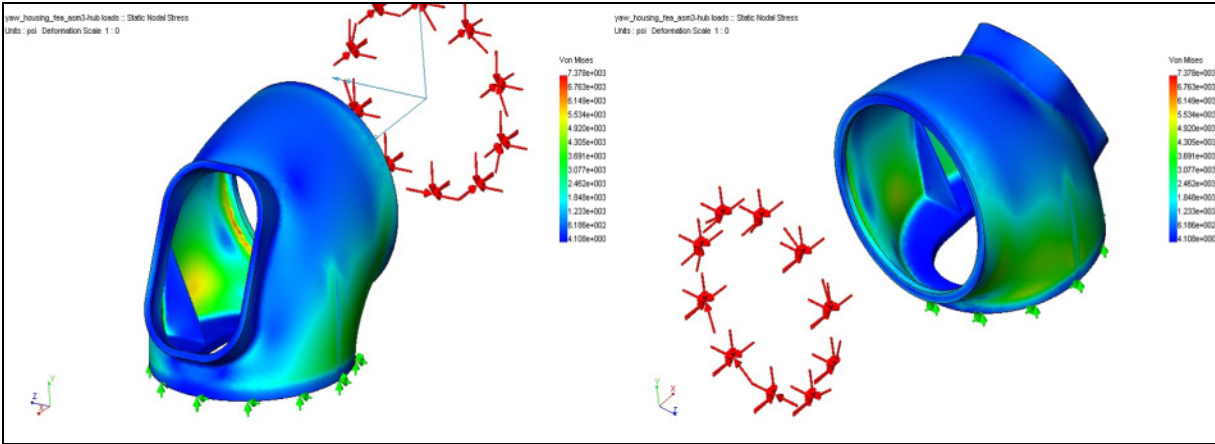 yaw_housing_fea_asm3-hub loads :: Static Nodal Stress
Units : psi   Deformation Scale 1 : 0
Von Mises
7.378e+003
6.763e+003
6.149e+003
5.534e+003
4.920e+003
4.305e+003
3.691e+003
3.077e+003
2.462e+003
1.848e+003
1.233e+003
6.186e+002
4.108e+000
Y
Z
X
yaw_housing_fea_asm3-hub loads :: Static Nodal Stress
Units : psi   Deformation Scale 1 : 0
Von Mises
7.378e+003
6.763e+003
6.149e+003
5.534e+003
4.920e+003
4.305e+003
3.691e+003
3.077e+003
2.462e+003
1.848e+003
1.233e+003
6.186e+002
4.108e+000
Y
X
Z